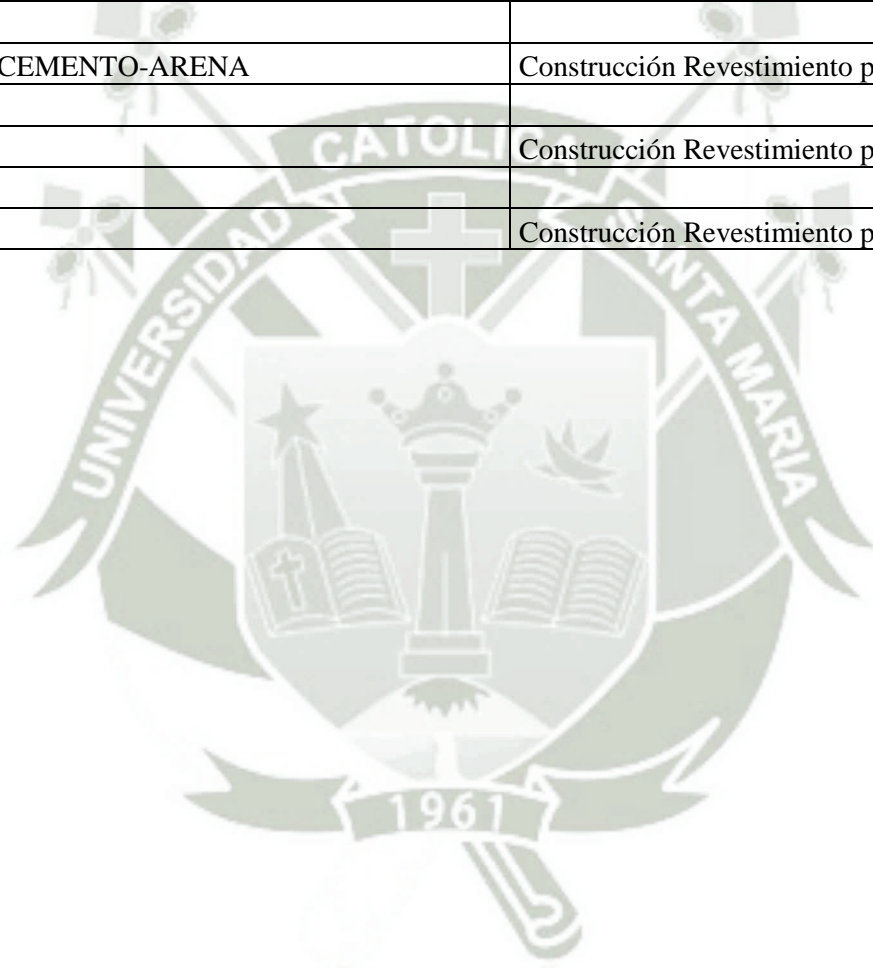 CEMENTO-ARENA Construcción Revestimiento p
Construcción Revestimiento p
Construcción Revestimiento p
UNIVERSIDAD CATOLICA SANTA MARIA
1961